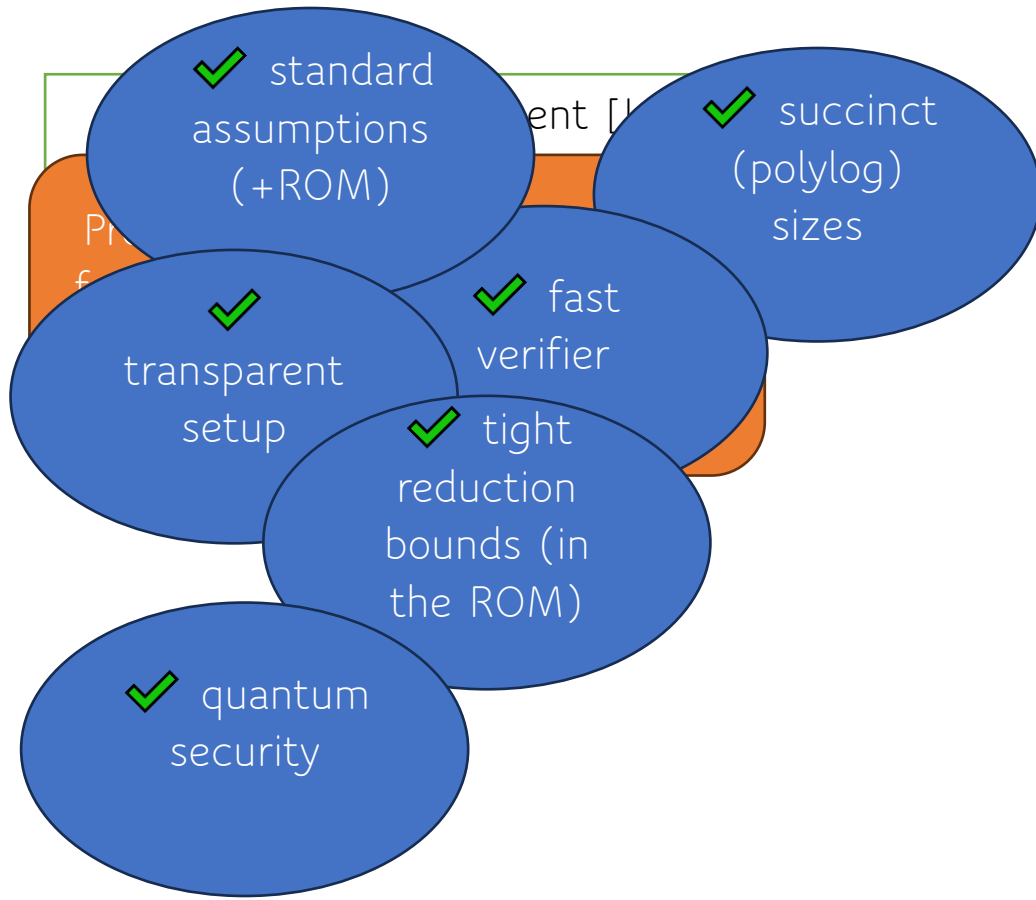 ✔ standard
assumptions
(+ROM)
ent [
✔ succinct
(polylog)
sizes
Pr
f
✔ fast
verifier
✔
transparent
setup
✔ tight
reduction
bounds (in
the ROM)
✔ quantum
security